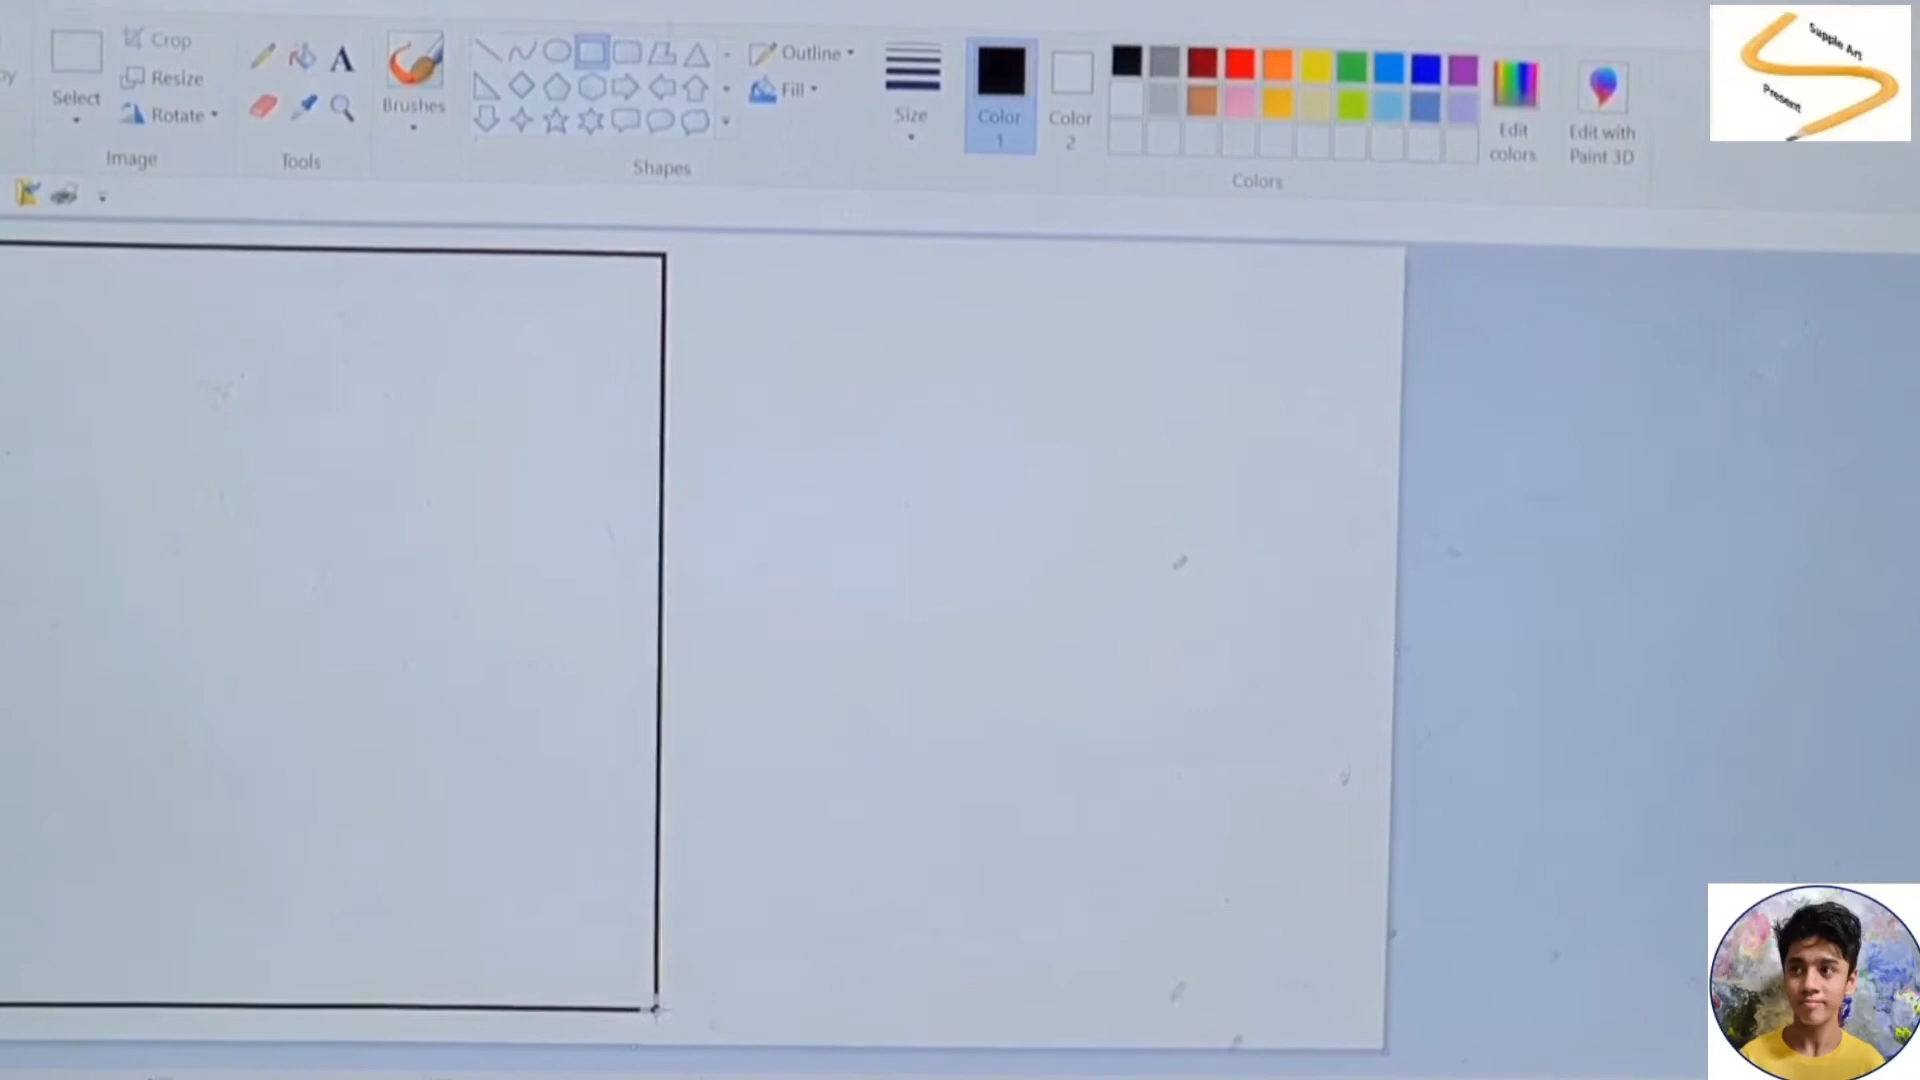 Crop
Resize
Rotate
Select
Image
A
Tools
Brushes
Shapes
Outline
Fill
Size
Color
1
Color
2
Colors
Edit
colors
Edit with
Paint 3D
Supple Art
Present